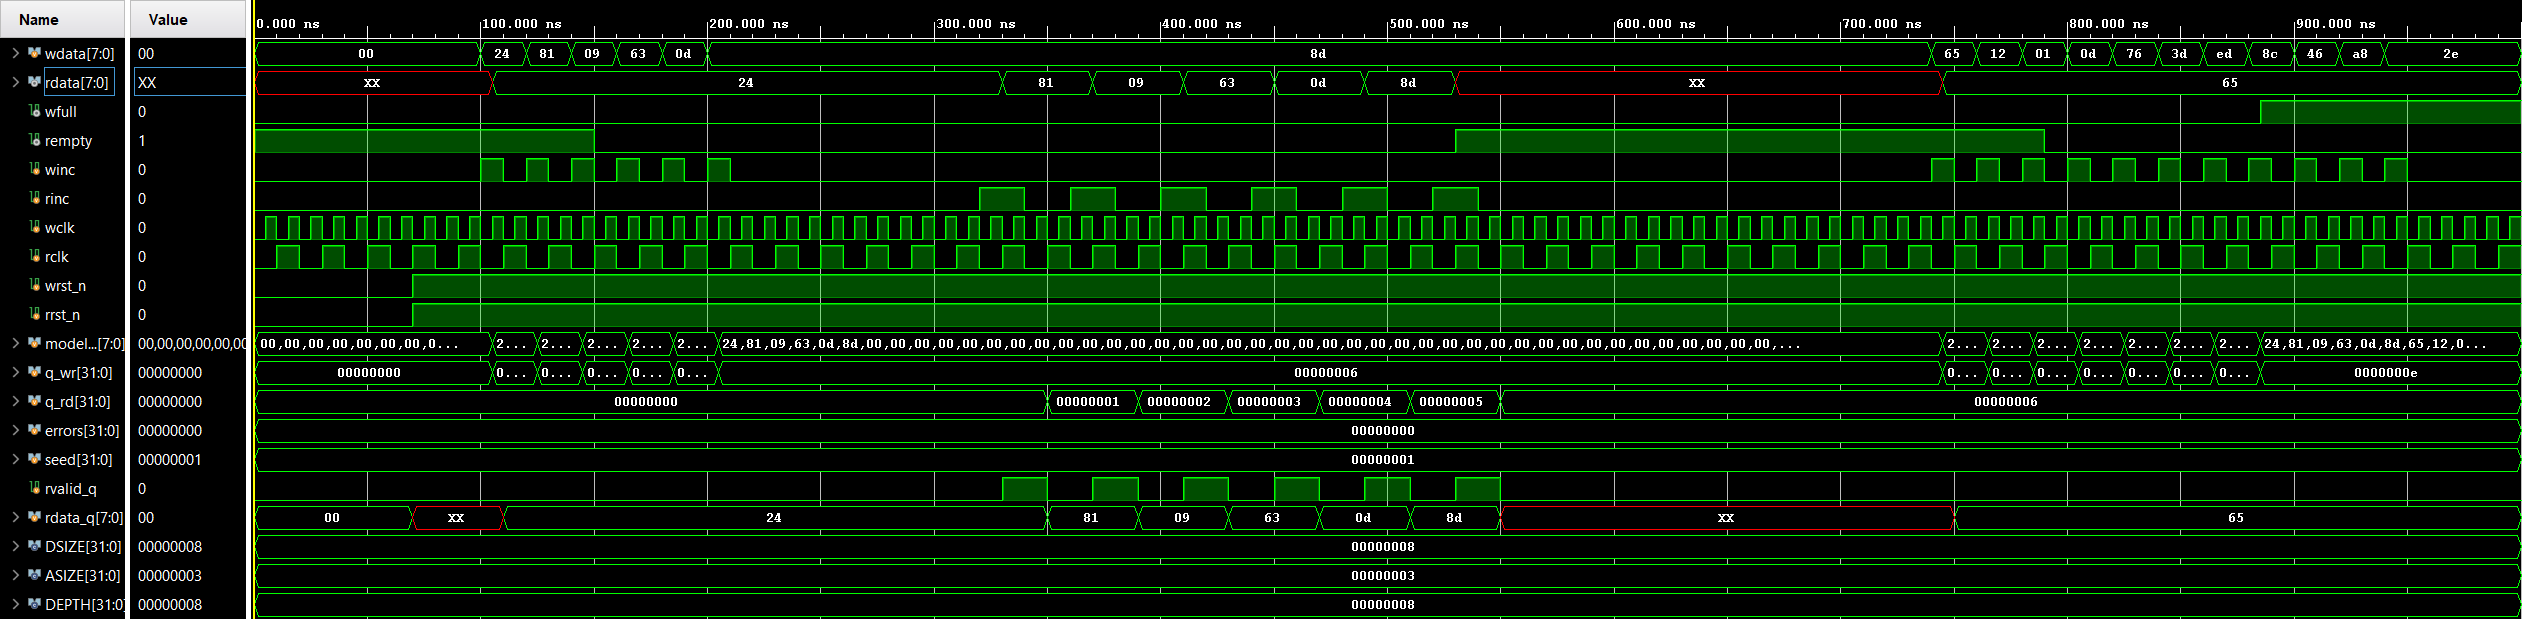 Name Value 0.000 ns 100.000 ns 200.000 ns 300.000 ns 400.000 ns 500.000 ns 600.000 ns 700.000 ns 800.000 ns 900.000 ns
wdata[7:0] 00 00 24 81 09 63 0d 8d 65 12 01 0d 76 3d ed 8c 46 a8 2e
rdata[7:0] XX XX 24 81 09 63 0d 8d XX 65
wfull 0
rempty 1
winc 0
rinc 0
wclk 0
rclk 0
wrst_n 0
rrst_n 0
model...[7:0] 00,00,00,00,00,00 00,00,00,00,00,00,00,0... 2... 2... 2... 2... 2... 24,81,09,63,0d,8d,00,00,00,00,00,00,00,00,00,00,00,00,00,00,00,00,00,00,00,00,00,00,00,00,00,00,00,00,00,00,00,00,00,00,00,00,00,00,... 2... 2... 2... 2... 2... 2... 2... 24,81,09,63,0d,8d,65,12,0...
q_wr[31:0] 00000000 00000000 0... 0... 0... 0... 0... 00000006 0... 0... 0... 0... 0... 0... 0... 0000000e
q_rd[31:0] 00000000 00000000 00000001 00000002 00000003 00000004 00000005 00000006
errors[31:0] 00000000 00000000
seed[31:0] 00000001 00000001
rvalid_q 0
rdata_q[7:0] 00 00 XX 24 81 09 63 0d 8d XX 65
DSIZE[31:0] 00000008 00000008
ASIZE[31:0] 00000003 00000003
DEPTH[31:0] 00000008 00000008